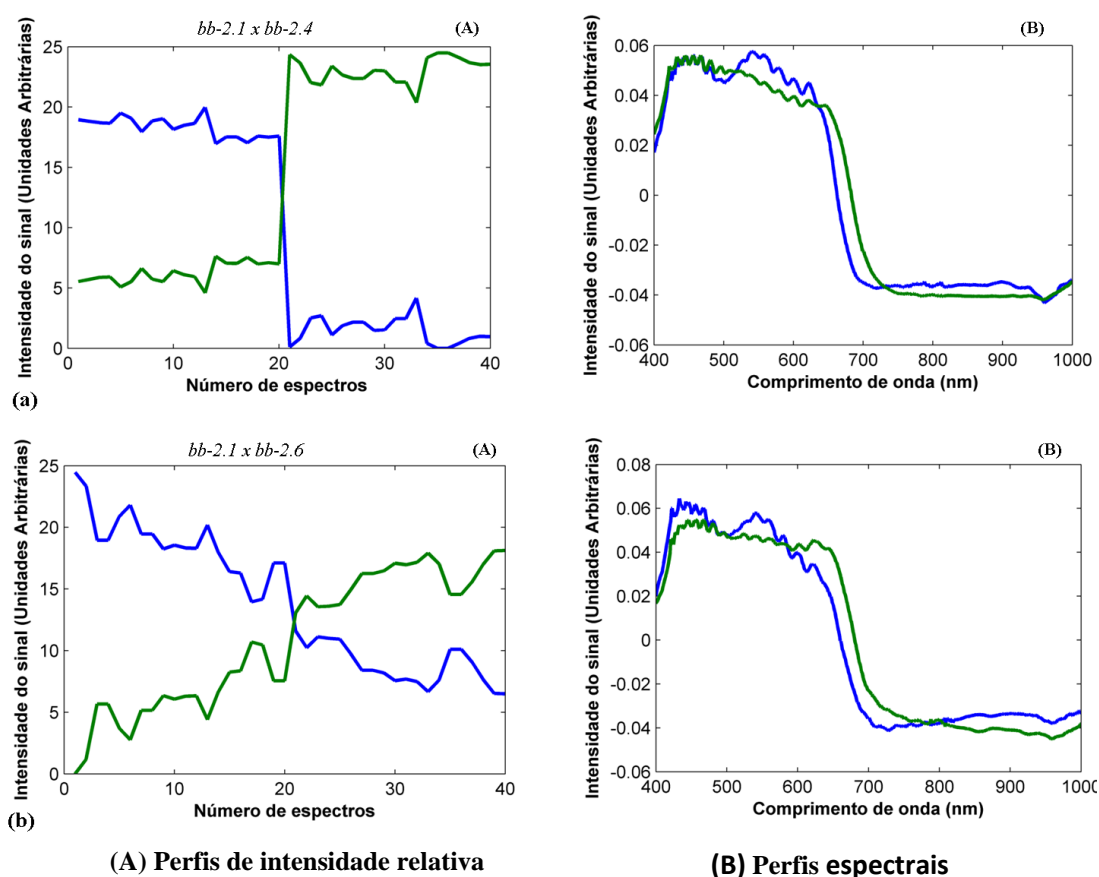 bb-2.1 x bb-2.4
(A)
Intensidade do sinal (Unidades Arbitrárias)
25
20
15
10
5
0
0 10 20 30 40
Número de espectros
(a)
(B)
Intensidade do sinal (Unidades Arbitrárias)
0.06
0.04
0.02
0
-0.02
-0.04
-0.06
400 500 600 700 800 900 1000
Comprimento de onda (nm)
bb-2.1 x bb-2.6
(A)
Intensidade do sinal (Unidades Arbitrárias)
25
20
15
10
5
0
0 10 20 30 40
Número de espectros
(b)
(B)
Intensidade do sinal (Unidades Arbitrárias)
0.08
0.06
0.04
0.02
0
-0.02
-0.04
-0.06
400 500 600 700 800 900 1000
Comprimento de onda (nm)
(A) Perfis de intensidade relativa
(B) Perfis espectrais